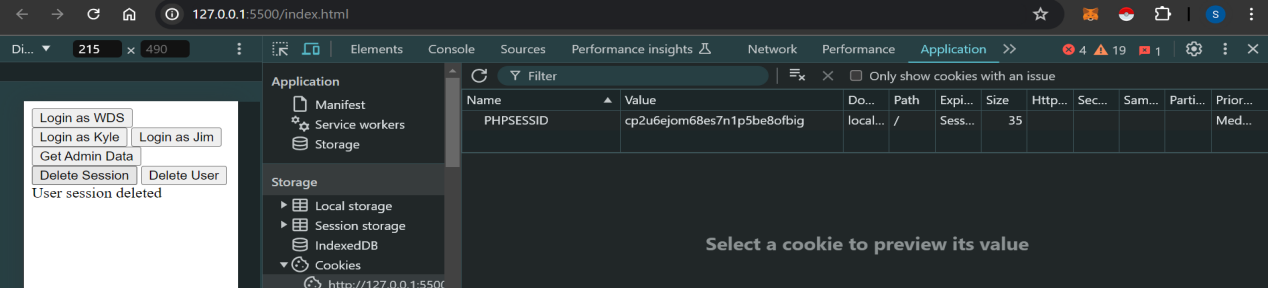 127.0.0.1:5500/index.html
S
Di... 215 × 490
Elements Console Sources Performance insights Network Performance Application 4 19 1
Login as WDS
Login as Kyle Login as Jim
Get Admin Data
Delete Session Delete User
User session deleted
Application
Manifest
Service workers
Storage
Storage
Local storage
Session storage
IndexedDB
Cookies
http://127.0.0.1:5500
Filter Only show cookies with an issue
Name Value Do... Path Expi... Size Http... Sec... Sam... Parti... Prior...
PHPSESSID cp2u6ejom68es7n1p5be8ofbig local... / Sess... 35 Med...
Select a cookie to preview its value